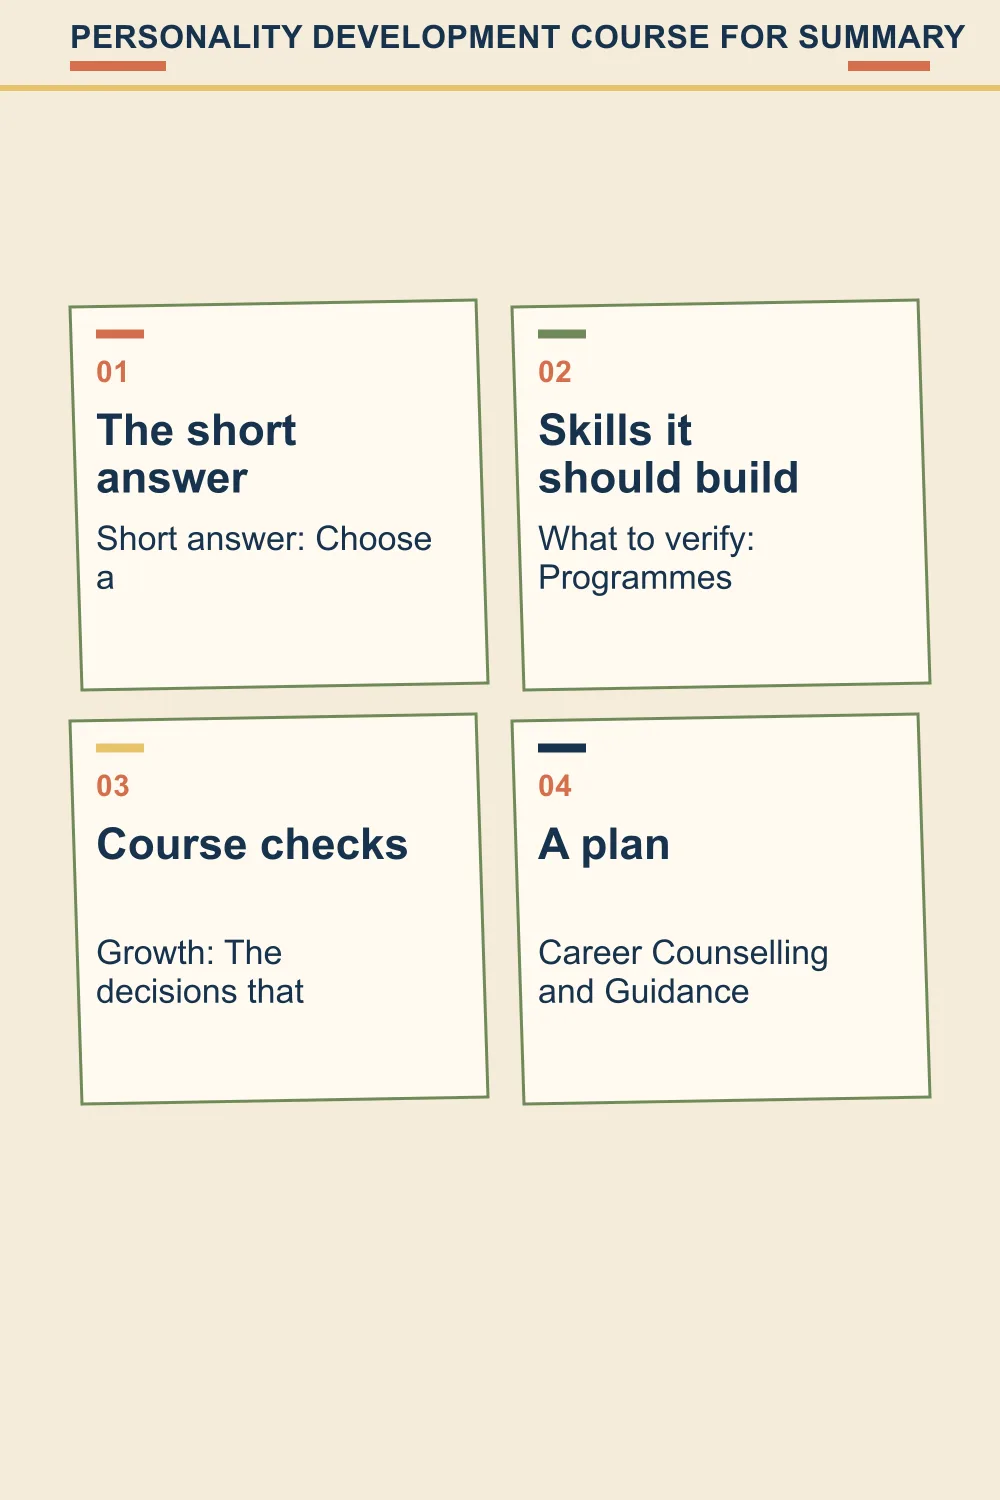 PERSONALITY DEVELOPMENT COURSE FOR SUMMARY
01
The short
answer
Short answer: Choose
a
02
Skills it
should build
What to verify:
Programmes
03
Course checks
Growth: The
decisions that
04
A plan
Career Counselling
and Guidance